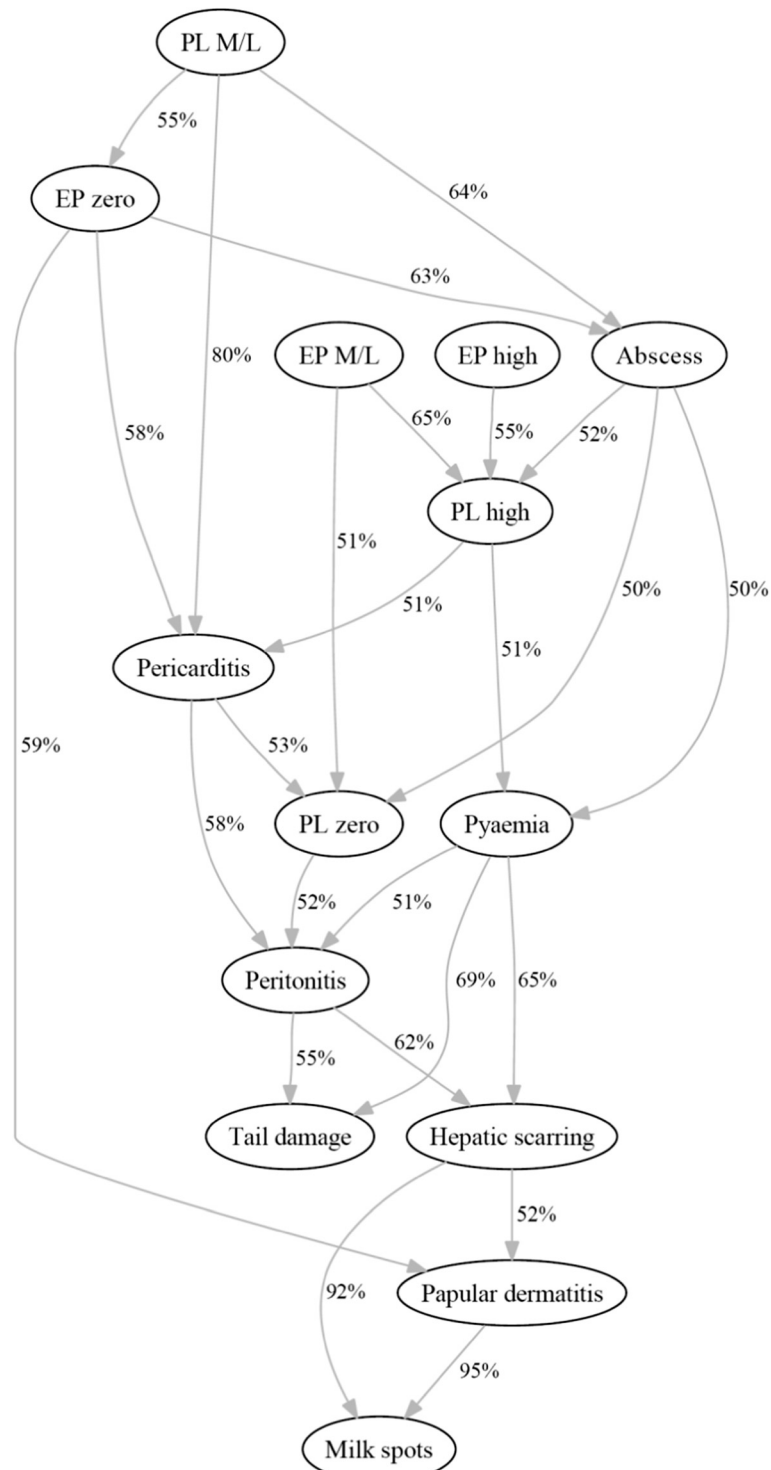 PL M/L
55%
EP zero
64%
63%
EP M/L
EP high
Abscess
80%
65%
58%
55%
52%
PL high
51%
50%
50%
51%
51%
Pericarditis
59%
53%
58%
PL zero
Pyaemia
52%
51%
Peritonitis
69%
65%
62%
55%
Tail damage
Hepatic scarring
52%
92%
Papular dermatitis
95%
Milk spots